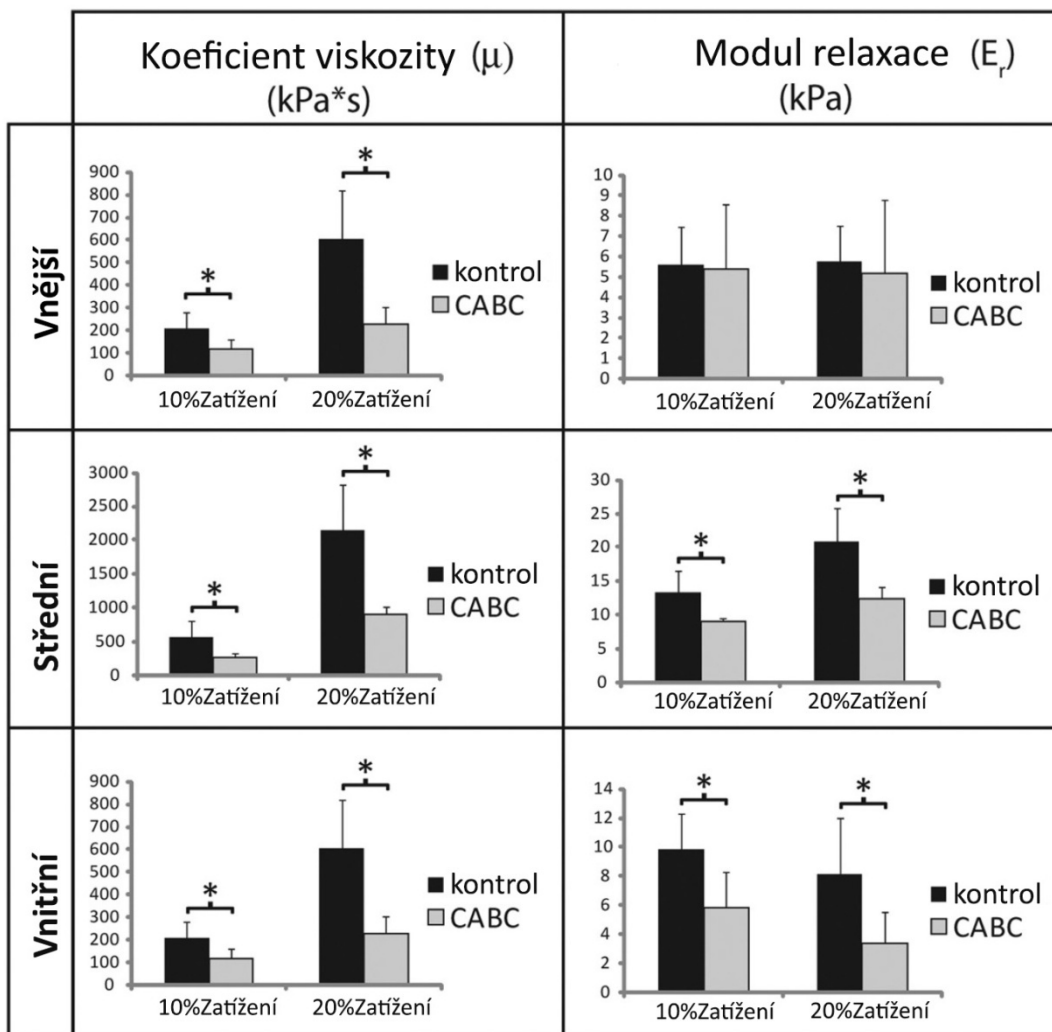 Koeficient viskozity (μ)
(kPa*s)
Modul relaxace (Er)
(kPa)
Vnější
900
800
700
600
500
400
300
200
100
0
*
*
10%Zatížení
20%Zatížení
kontrol
CABC
10
9
8
7
6
5
4
3
2
1
0
10%Zatížení
20%Zatížení
kontrol
CABC
Střední
3000
2500
2000
1500
1000
500
0
*
*
10%Zatížení
20%Zatížení
kontrol
CABC
30
25
20
15
10
5
0
*
*
10%Zatížení
20%Zatížení
kontrol
CABC
Vnitřní
900
800
700
600
500
400
300
200
100
0
*
*
10%Zatížení
20%Zatížení
kontrol
CABC
14
12
10
8
6
4
2
0
*
*
10%Zatížení
20%Zatížení
kontrol
CABC